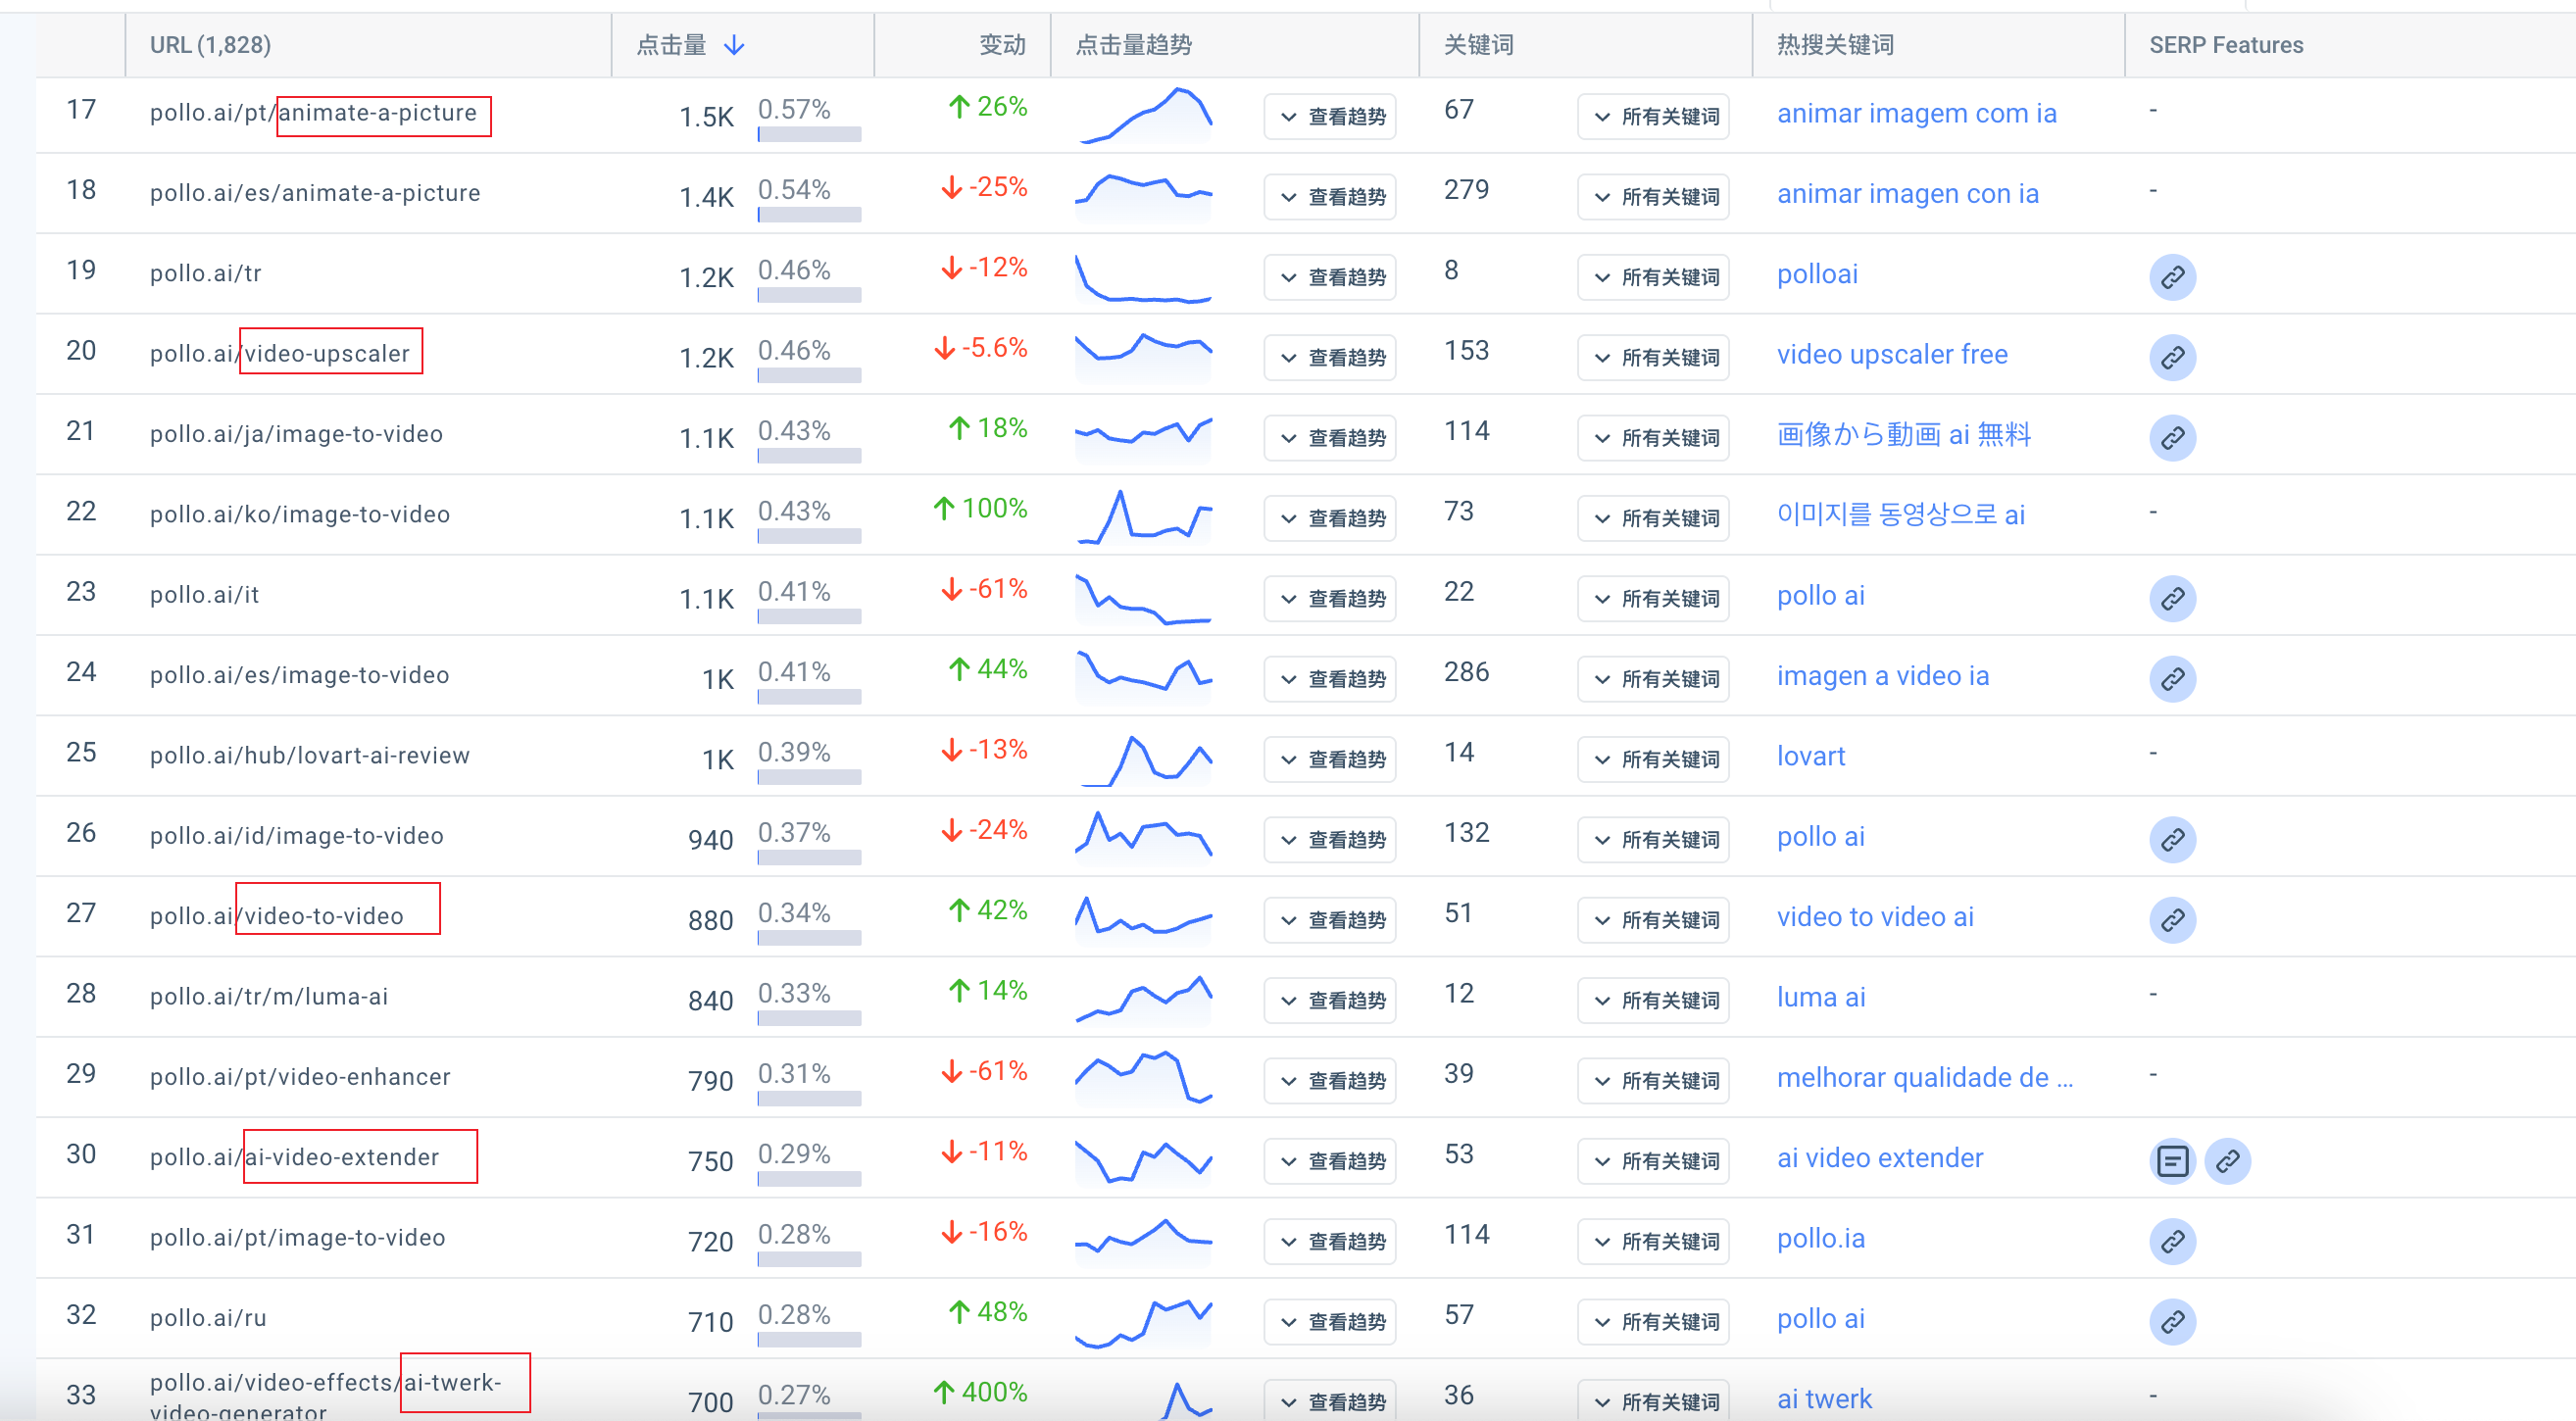 URL (1,828) 点击量 变动 点击量趋势 关键词 热搜关键词 SERP Features
17 pollo.ai/pt/animate-a-picture 1.5K 0.57% 26% 查看趋势 67 所有关键词 animar imagem com ia -
18 pollo.ai/es/animate-a-picture 1.4K 0.54% -25% 查看趋势 279 所有关键词 animar imagen con ia -
19 pollo.ai/tr 1.2K 0.46% -12% 查看趋势 8 所有关键词 polloai
20 pollo.ai/video-upscaler 1.2K 0.46% -5.6% 查看趋势 153 所有关键词 video upscaler free
21 pollo.ai/ja/image-to-video 1.1K 0.43% 18% 查看趋势 114 所有关键词 画像から動画 ai 無料
22 pollo.ai/ko/image-to-video 1.1K 0.43% 100% 查看趋势 73 所有关键词 이미지를 동영상으로 ai -
23 pollo.ai/it 1.1K 0.41% -61% 查看趋势 22 所有关键词 pollo ai
24 pollo.ai/es/image-to-video 1K 0.41% 44% 查看趋势 286 所有关键词 imagen a video ia
25 pollo.ai/hub/lovart-ai-review 1K 0.39% -13% 查看趋势 14 所有关键词 lovart -
26 pollo.ai/id/image-to-video 940 0.37% -24% 查看趋势 132 所有关键词 pollo ai
27 pollo.ai/video-to-video 880 0.34% 42% 查看趋势 51 所有关键词 video to video ai
28 pollo.ai/tr/m/luma-ai 840 0.33% 14% 查看趋势 12 所有关键词 luma ai -
29 pollo.ai/pt/video-enhancer 790 0.31% -61% 查看趋势 39 所有关键词 melhorar qualidade de ... -
30 pollo.ai/ai-video-extender 750 0.29% -11% 查看趋势 53 所有关键词 ai video extender
31 pollo.ai/pt/image-to-video 720 0.28% -16% 查看趋势 114 所有关键词 pollo.ia
32 pollo.ai/ru 710 0.28% 48% 查看趋势 57 所有关键词 pollo ai
33 pollo.ai/video-effects/ai-twerk- 700 0.27% 400% 查看趋势 36 所有关键词 ai twerk -
video-generator